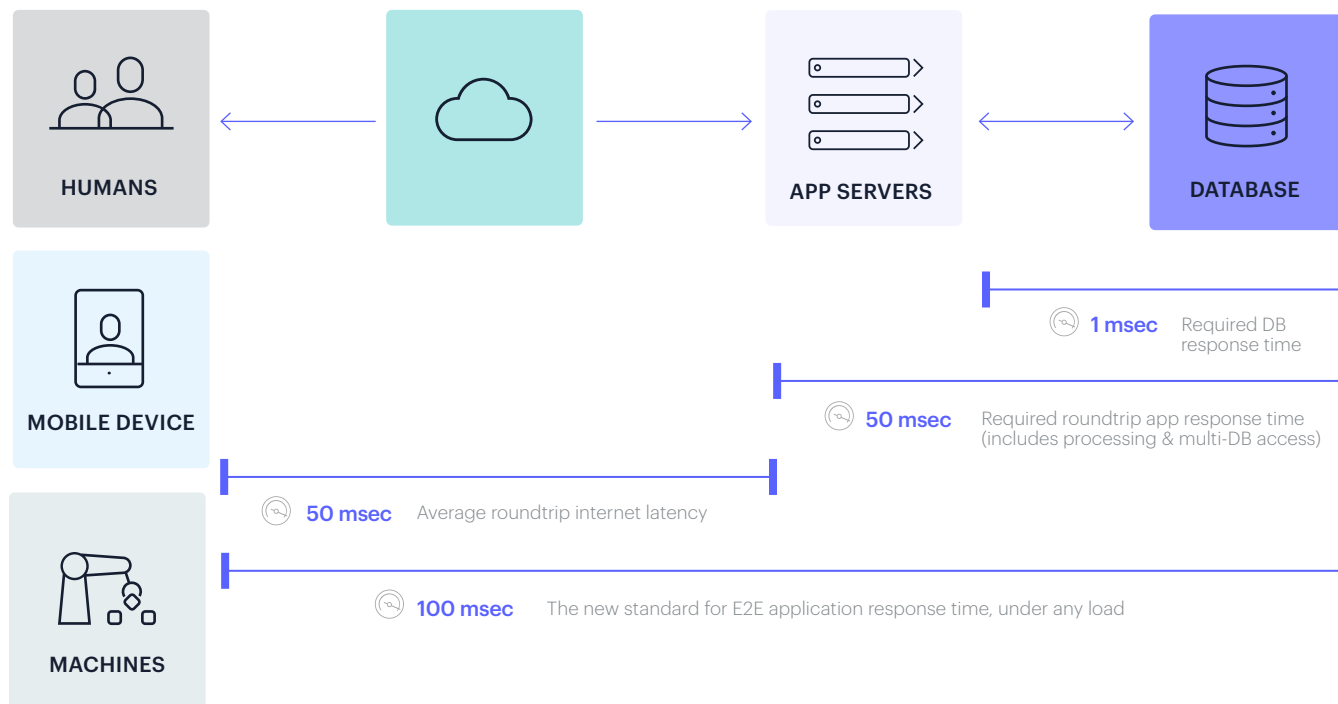 HUMANS
APP SERVERS
DATABASE
MOBILE DEVICE
1 msec
Required DB
response time
50 msec
Required roundtrip app response time
(includes processing & multi-DB access)
50 msec
Average roundtrip internet latency
100 msec
The new standard for E2E application response time, under any load
MACHINES